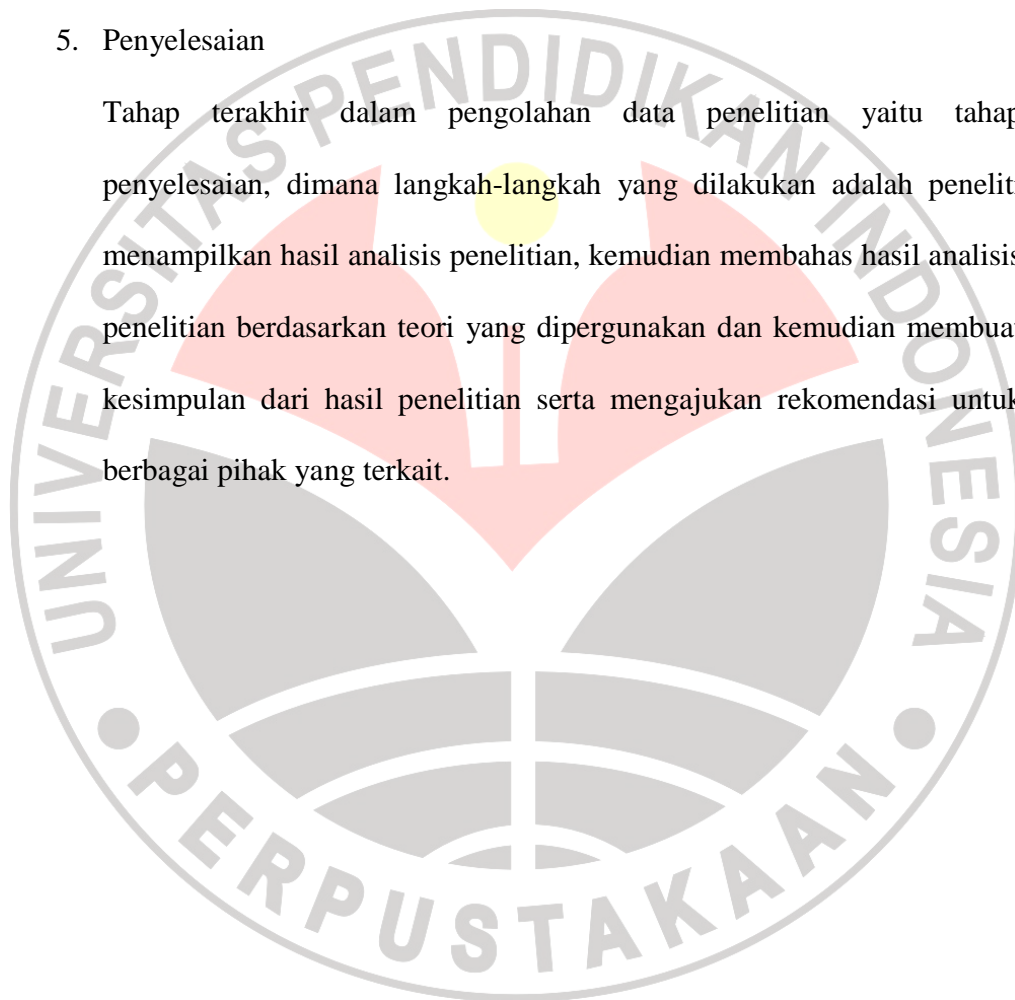 5. Penyelesaian
Tahap terakhir dalam pengolahan data penelitian yaitu tahap
penyelesaian, dimana langkah-langkah yang dilakukan adalah peneliti
menampilkan hasil analisis penelitian, kemudian membahas hasil analisis
penelitian berdasarkan teori yang dipergunakan dan kemudian membuat
kesimpulan dari hasil penelitian serta mengajukan rekomendasi untuk
berbagai pihak yang terkait.
UNIVERSITAS PENDIDIKAN INDONESIA
PERPUSTAKAAN